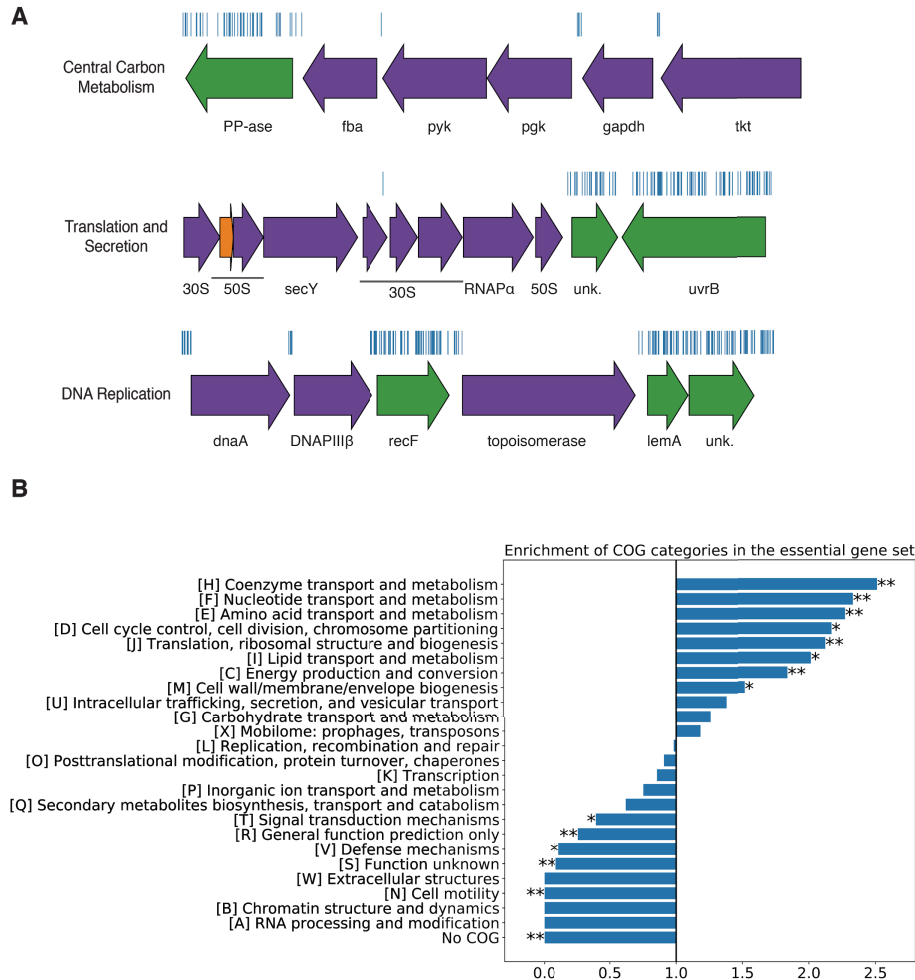 A
Central Carbon
Metabolism
PP-ase fba pyk pgk gapdh tkt
Translation and
Secretion
30S 50S secY 30S RNAPα 50S unk. uvrB
DNA Replication
dnaA DNAPIIIβ recF topoisomerase lemA unk.
B
Enrichment of COG categories in the essential gene set
[H] Coenzyme transport and metabolism **
[F] Nucleotide transport and metabolism **
[E] Amino acid transport and metabolism **
[D] Cell cycle control, cell division, chromosome partitioning *
[J] Translation, ribosomal structure and biogenesis **
[I] Lipid transport and metabolism *
[C] Energy production and conversion **
[M] Cell wall/membrane/envelope biogenesis *
[U] Intracellular trafficking, secretion, and vesicular transport
[G] Carbohydrate transport and metabolism
[X] Mobilome: prophages, transposons
[L] Replication, recombination and repair
[O] Posttranslational modification, protein turnover, chaperones
[K] Transcription
[P] Inorganic ion transport and metabolism
[Q] Secondary metabolites biosynthesis, transport and catabolism
[T] Signal transduction mechanisms *
[R] General function prediction only **
[V] Defense mechanisms *
[S] Function unknown **
[W] Extracellular structures
[N] Cell motility **
[B] Chromatin structure and dynamics
[A] RNA processing and modification
No COG **
0.0 0.5 1.0 1.5 2.0 2.5